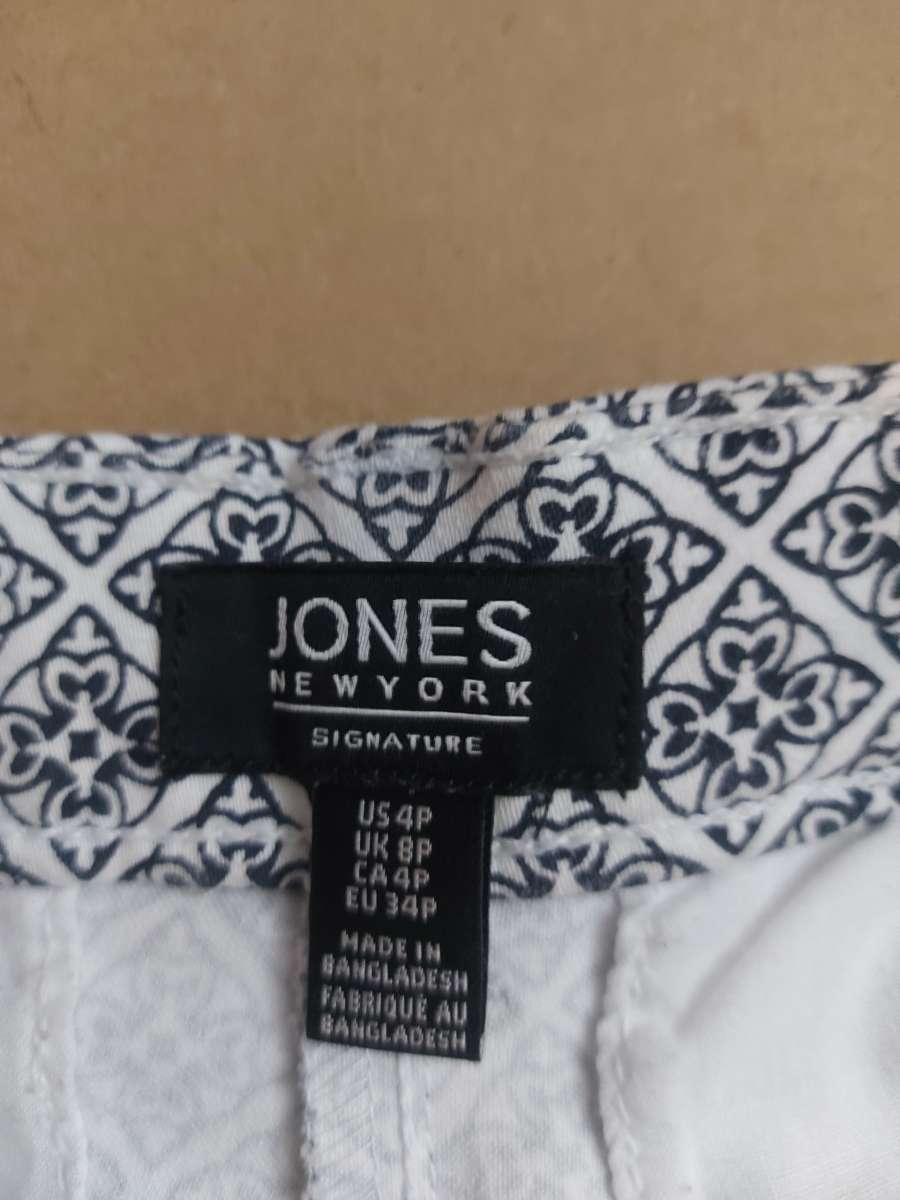 JONES
NEW YORK
SIGNATURE
US 4P
UK 8P
CA 4P
EU 34P
MADE IN
BANGLADESH
FABRIQUÉ AU
BANGLADESH